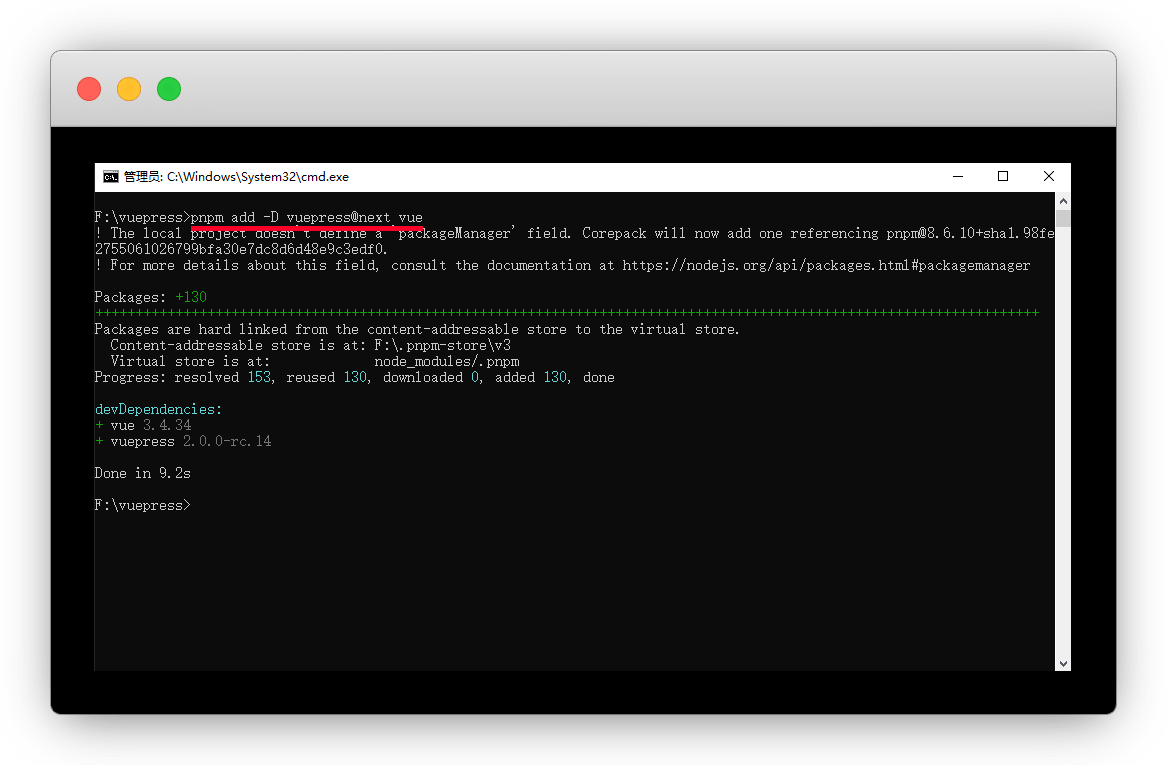 管理员: C:\Windows\System32\cmd.exe
F:\vuepress>pnpm add -D vuepress@next vue
! The local project doesn't define a 'packageManager' field. Corepack will now add one referencing pnpm@8.6.10+sha1.98fe
2755061026799bfa30e7dc8d6d48e9c3edf0.
! For more details about this field, consult the documentation at https://nodejs.org/api/packages.html#packagemanager
Packages: +130
++++++++++++++++++++++++++++++++++++++++++++++++++++++++++++++++++++++++++++++++++++++++++++++++++++++++++++++++++++++
Packages are hard linked from the content-addressable store to the virtual store.
Content-addressable store is at: F:\.pnpm-store\v3
Virtual store is at: node_modules/.pnpm
Progress: resolved 153, reused 130, downloaded 0, added 130, done
devDependencies:
+ vue 3.4.34
+ vuepress 2.0.0-rc.14
Done in 9.2s
F:\vuepress>